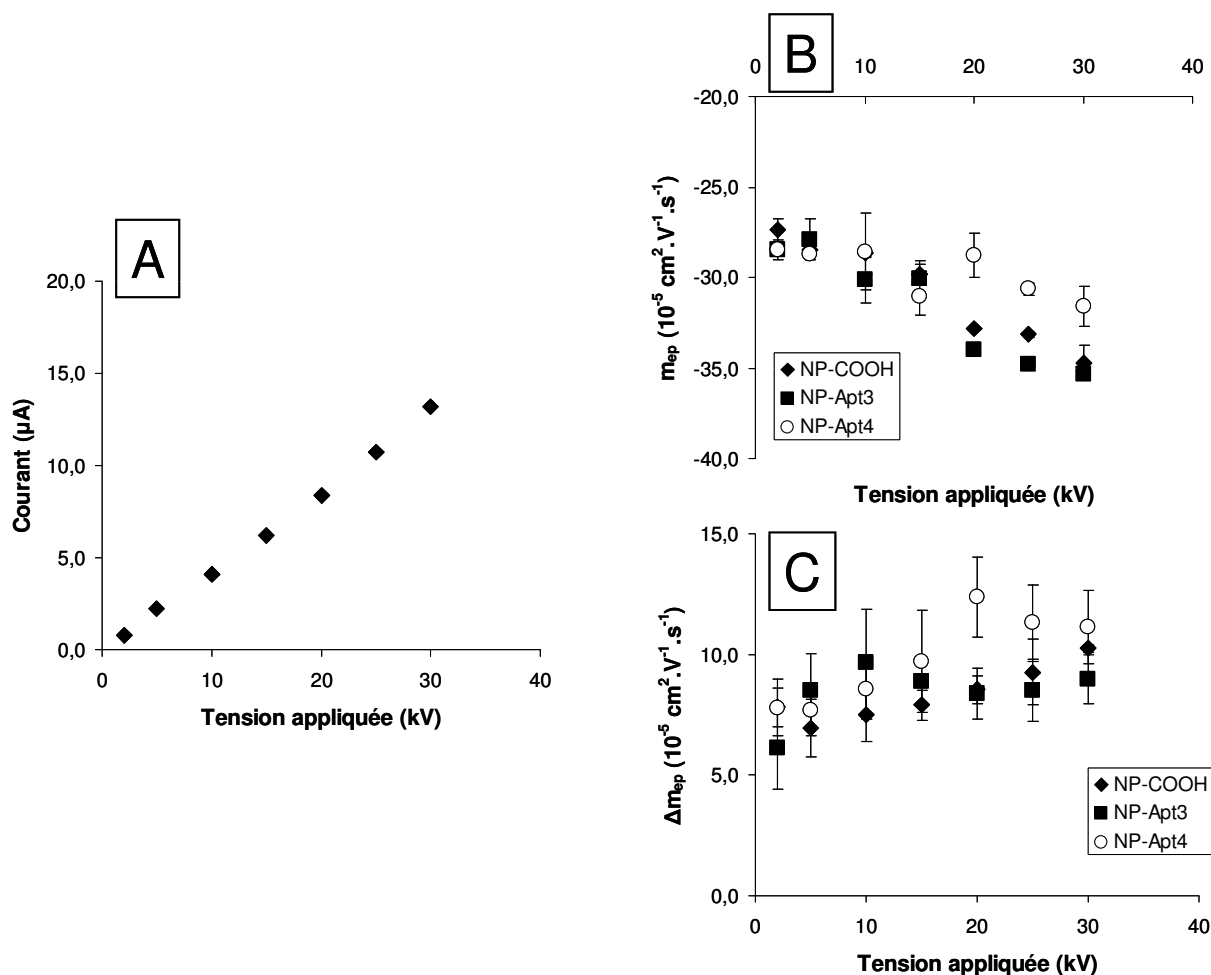 A
20,0
15,0
10,0
5,0
0,0
0 10 20 30 40
Courant (µA)
Tension appliquée (kV)
B
0 10 20 30 40
-20,0
-25,0
-30,0
-35,0
-40,0
m_ep (10⁻⁵ cm².V⁻¹.s⁻¹)
NP-COOH
NP-Apt3
NP-Apt4
Tension appliquée (kV)
C
15,0
10,0
5,0
0,0
0 10 20 30 40
Δm_ep (10⁻⁵ cm².V⁻¹.s⁻¹)
NP-COOH
NP-Apt3
NP-Apt4
Tension appliquée (kV)